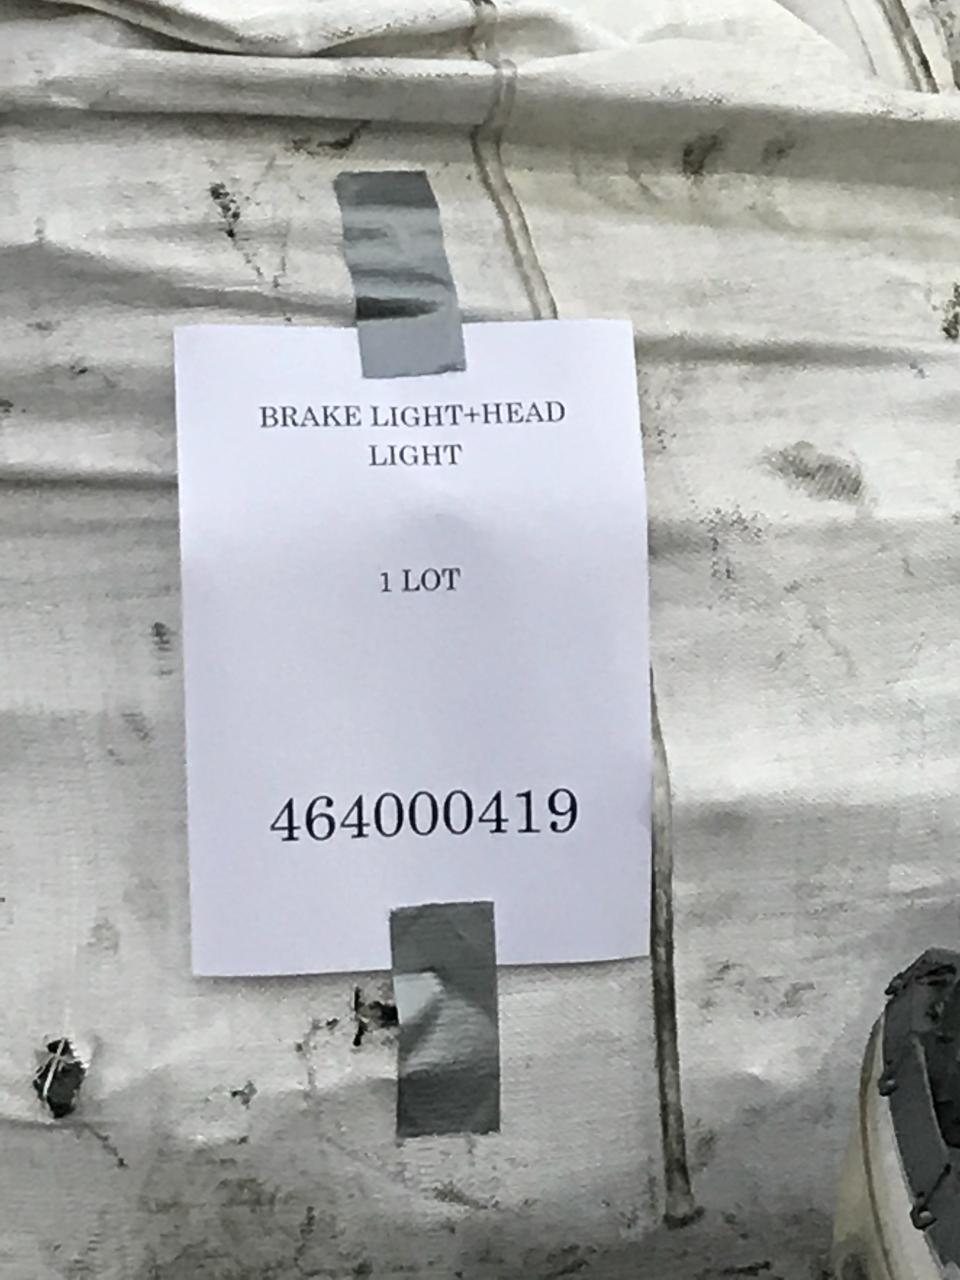 BRAKE LIGHT+HEAD
LIGHT
1 LOT
464000419